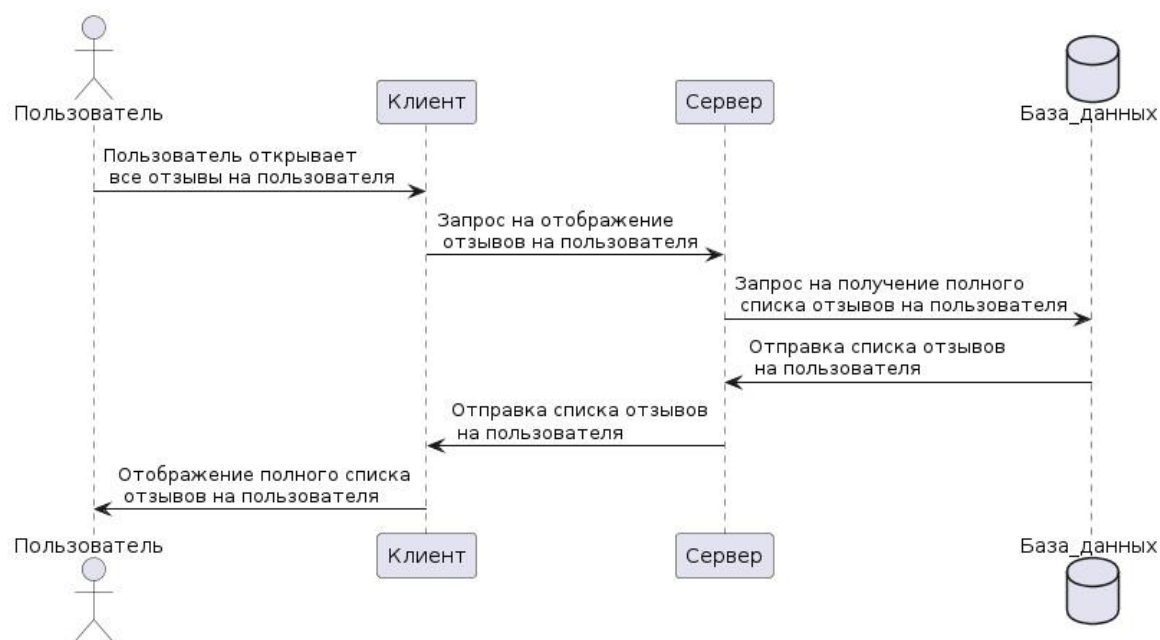 Пользователь
Клиент
Сервер
База_данных
Пользователь открывает
все отзывы на пользователя
Запрос на отображение
отзывов на пользователя
Запрос на получение полного
списка отзывов на пользователя
Отправка списка отзывов
на пользователя
Отправка списка отзывов
на пользователя
Отображение полного списка
отзывов на пользователя
Пользователь
Клиент
Сервер
База_данных